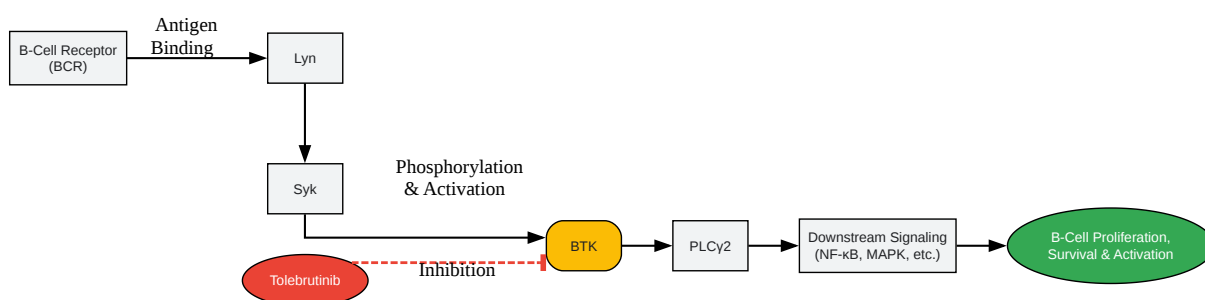 Antigen
Binding
B-Cell Receptor
(BCR)
Lyn
Syk
Phosphorylation
& Activation
BTK
PLCγ2
Downstream Signaling
(NF-κB, MAPK, etc.)
B-Cell Proliferation,
Survival & Activation
Tolebrutinib
Inhibition